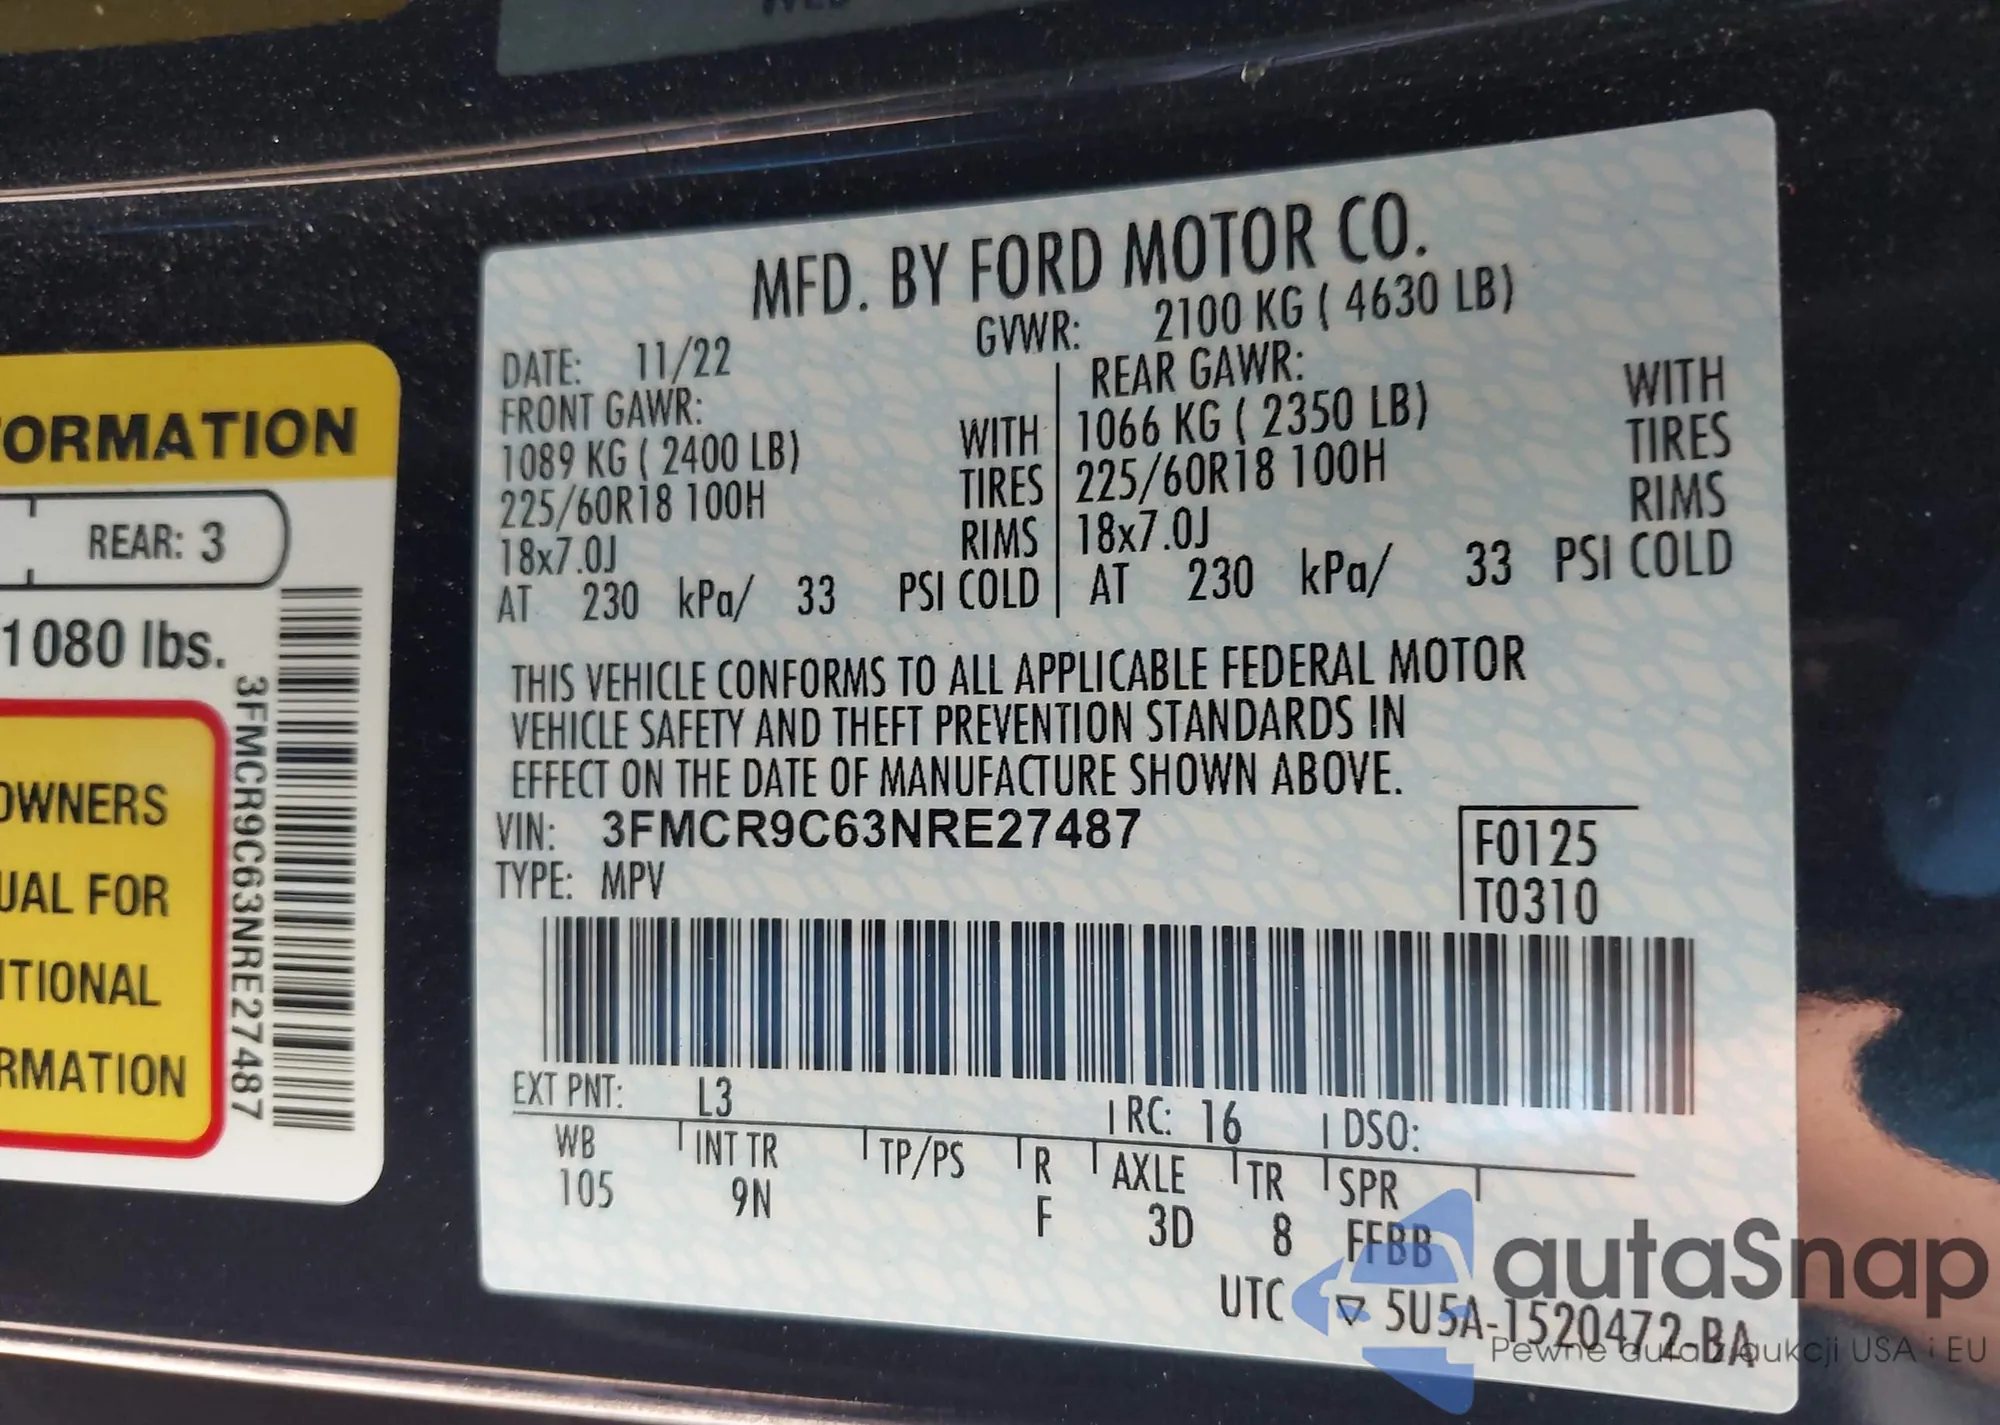 ORMATION
REAR: 3
1080 lbs.
OWNERS
UAL FOR
ITIONAL
RMATION
3FMCR9C63NRE27487
MFD. BY FORD MOTOR CO.
DATE: 11/22 GVWR: 2100 KG ( 4630 LB)
FRONT GAWR: REAR GAWR:
1089 KG ( 2400 LB) WITH 1066 KG ( 2350 LB) WITH
225/60R18 100H TIRES 225/60R18 100H TIRES
18x7.0J RIMS 18x7.0J RIMS
AT 230 kPa/ 33 PSI COLD AT 230 kPa/ 33 PSI COLD
THIS VEHICLE CONFORMS TO ALL APPLICABLE FEDERAL MOTOR
VEHICLE SAFETY AND THEFT PREVENTION STANDARDS IN
EFFECT ON THE DATE OF MANUFACTURE SHOWN ABOVE.
VIN: 3FMCR9C63NRE27487 F0125
TYPE: MPV T0310
EXT PNT: L3 RC: 16 DSO:
WB INT TR TP/PS R AXLE TR SPR
105 9N F 3D 8 FFBB
UTC 5U5A-1520472-BA
autaSnap
Pewne auta z aukcji USA i EU